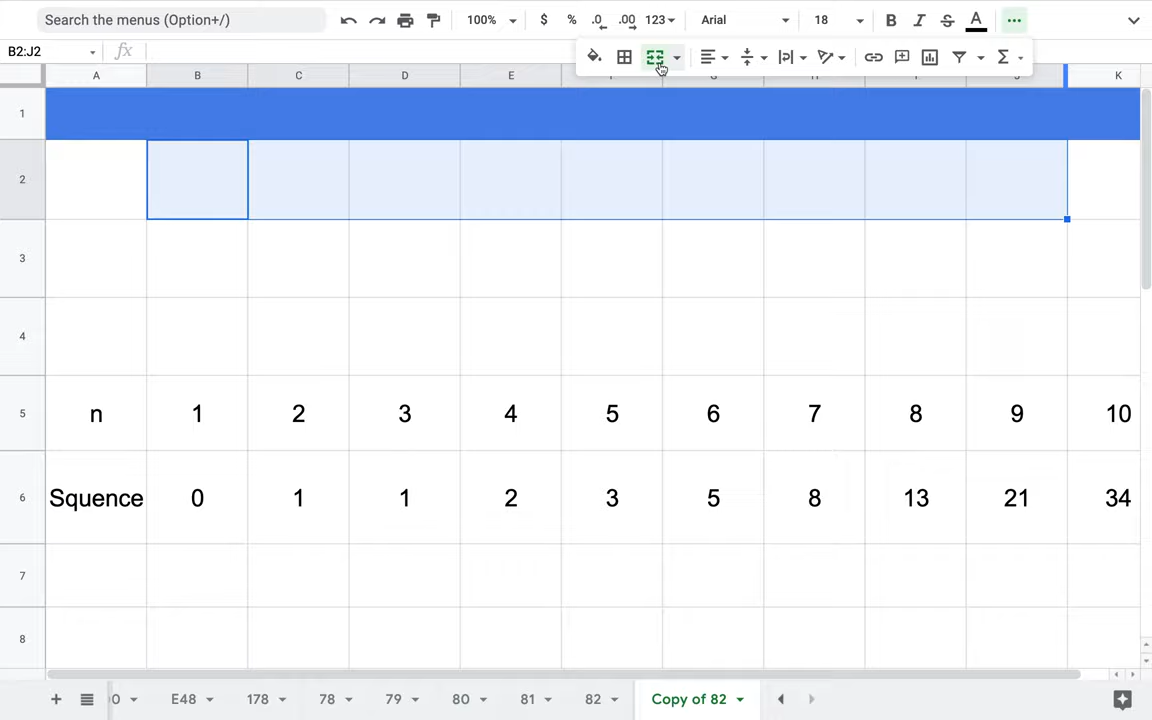 Search the menus (Option+/)
100%
$ % .0 .00 123
Arial
18
B I S A
B2:J2
fx
A B C D E H J K
1
2
3
4
5 n 1 2 3 4 5 6 7 8 9 10
6 Squence 0 1 1 2 3 5 8 13 21 34
7
8
E48 178 78 79 80 81 82 Copy of 82